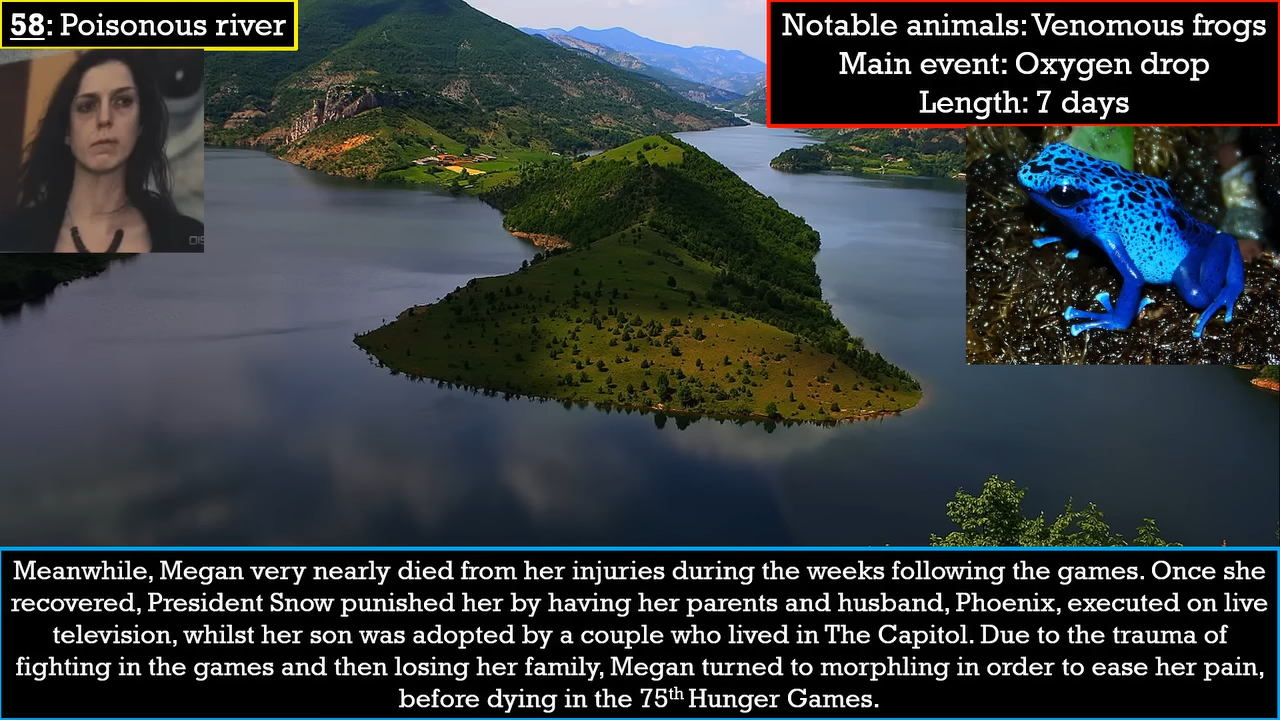 58: Poisonous river
Notable animals: Venomous frogs
Main event: Oxygen drop
Length: 7 days
Meanwhile, Megan very nearly died from her injuries during the weeks following the games. Once she
recovered, President Snow punished her by having her parents and husband, Phoenix, executed on live
television, whilst her son was adopted by a couple who lived in The Capitol. Due to the trauma of
fighting in the games and then losing her family, Megan turned to morphling in order to ease her pain,
before dying in the 75th Hunger Games.